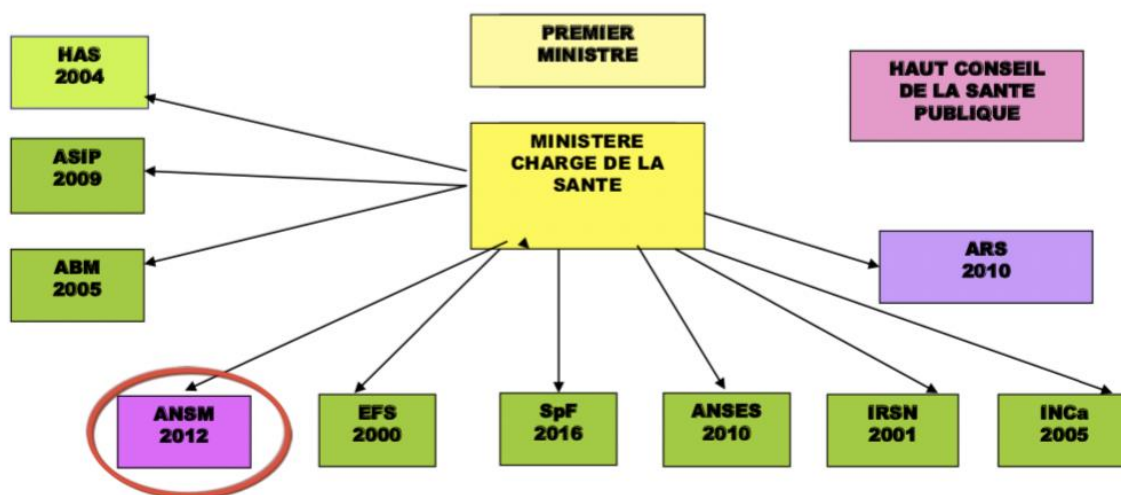 PREMIER
MINISTRE
HAS
2004
HAUT CONSEIL
DE LA SANTE
PUBLIQUE
MINISTERE
CHARGE DE LA
SANTE
ASIP
2009
ABM
2005
ARS
2010
ANSM
2012
EFS
2000
SpF
2016
ANSES
2010
IRSN
2001
INCa
2005